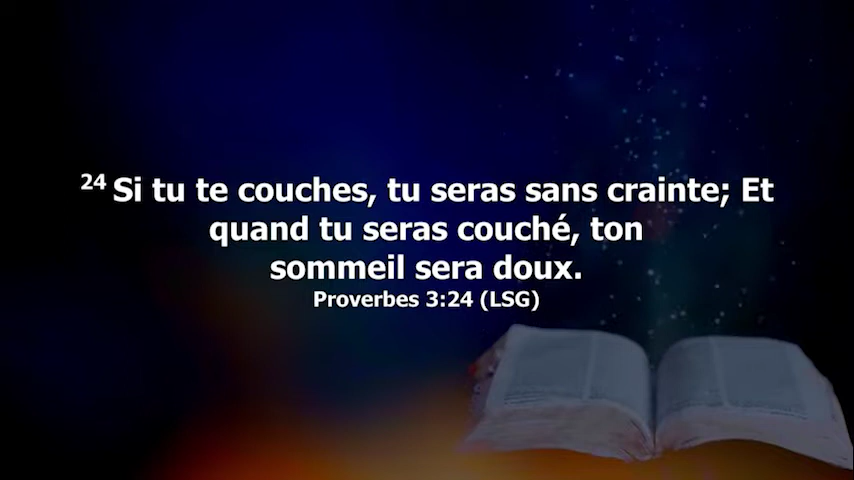 24 Si tu te couches, tu seras sans crainte; Et
quand tu seras couché, ton
sommeil sera doux.
Proverbes 3:24 (LSG)